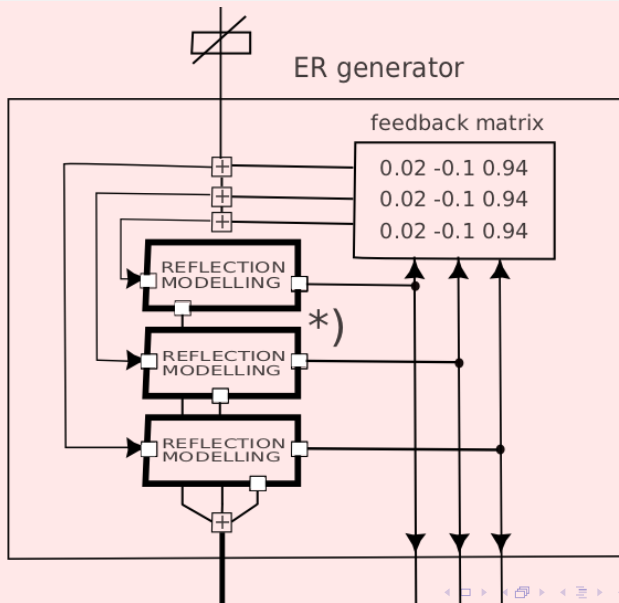 ER generator
feedback matrix
0.02 -0.1 0.94
0.02 -0.1 0.94
0.02 -0.1 0.94
REFLECTION
MODELLING
*)
REFLECTION
MODELLING
REFLECTION
MODELLING